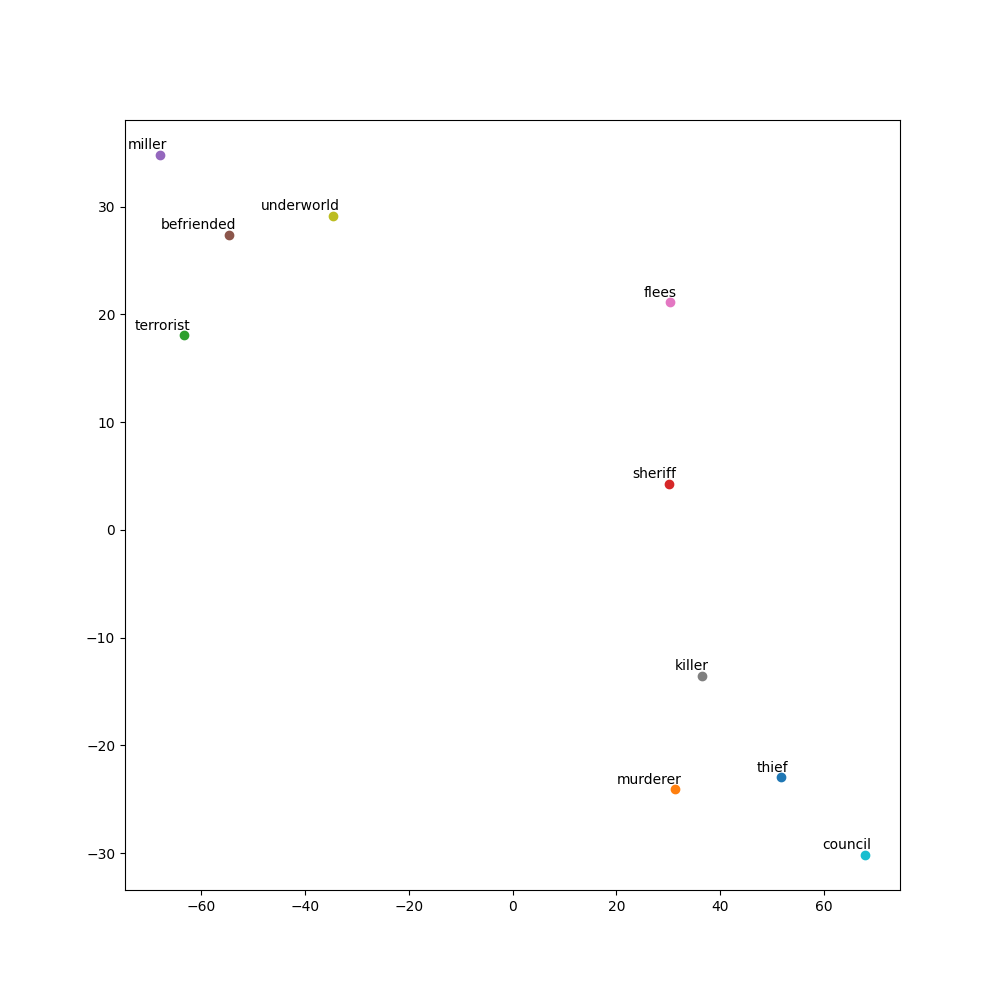 miller
underworld
befriended
30
flees
20
terrorist
10
sheriff
0
−10
killer
−20
thief
murderer
council
−30
−60 −40 −20 0 20 40 60